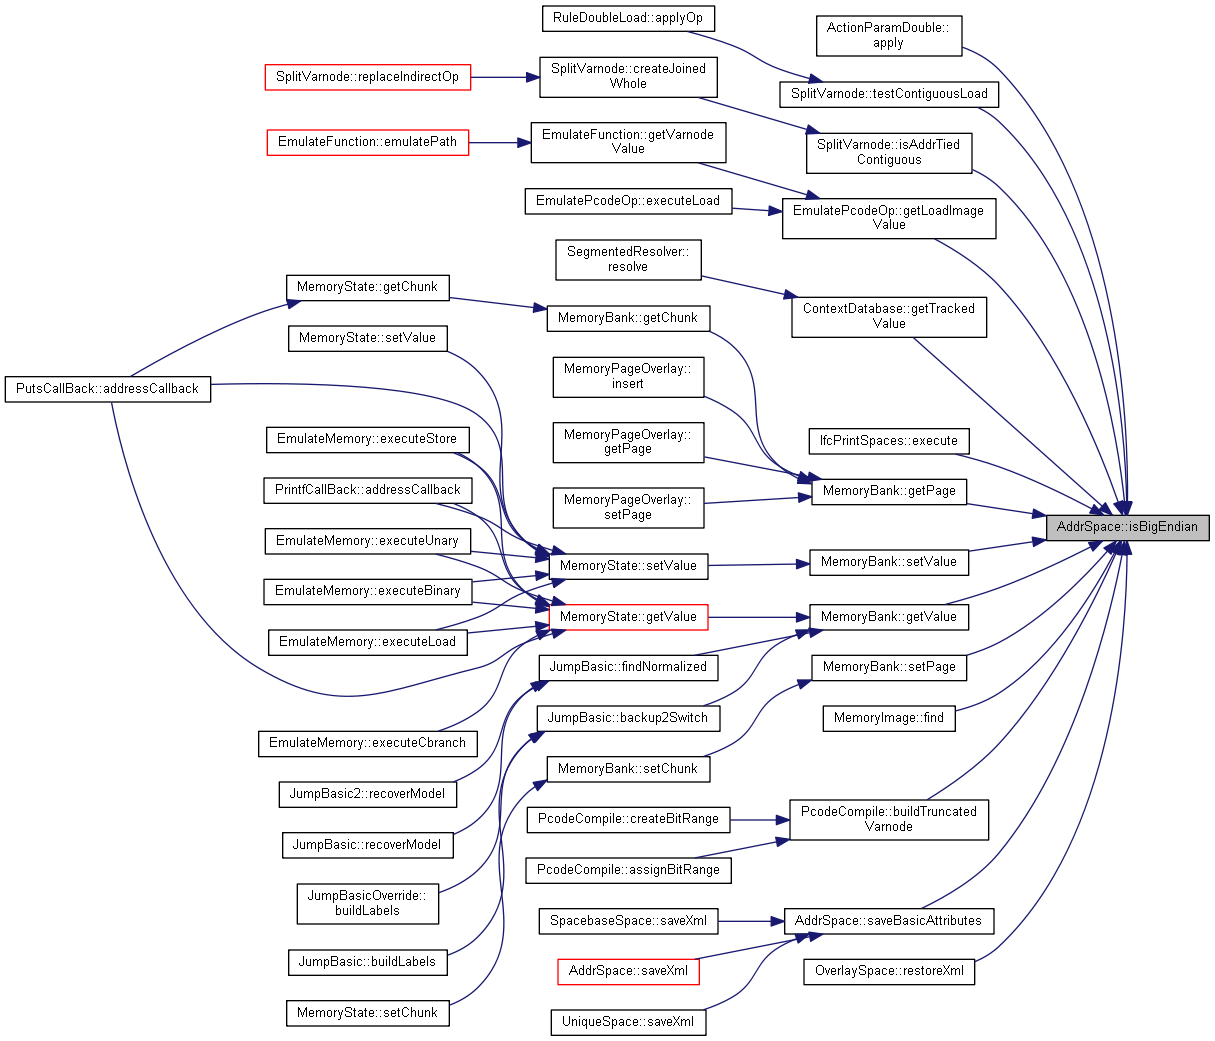 RuleDoubleLoad::applyOp
ActionParamDouble::
apply
SplitVarnode::createJoined
Whole
SplitVarnode::replaceIndirectOp
SplitVarnode::testContiguousLoad
EmulateFunction::getVarnode
Value
EmulateFunction::emulatePath
SplitVarnode::isAddrTied
Contiguous
EmulatePcodeOp::executeLoad
EmulatePcodeOp::getLoadImage
Value
SegmentedResolver::
resolve
MemoryState::getChunk
ContextDatabase::getTracked
Value
MemoryBank::getChunk
MemoryState::setValue
MemoryPageOverlay::
insert
PutsCallBack::addressCallback
EmulateMemory::executeStore
MemoryPageOverlay::
getPage
IfcPrintSpaces::execute
PrintfCallBack::addressCallback
MemoryBank::getPage
MemoryPageOverlay::
setPage
AddrSpace::isBigEndian
EmulateMemory::executeUnary
MemoryState::setValue
MemoryBank::setValue
EmulateMemory::executeBinary
MemoryState::getValue
MemoryBank::getValue
EmulateMemory::executeLoad
JumpBasic::findNormalized
MemoryBank::setPage
JumpBasic::backup2Switch
MemoryImage::find
EmulateMemory::executeCbranch
MemoryBank::setChunk
JumpBasic2::recoverModel
PcodeCompile::createBitRange
PcodeCompile::buildTruncated
Varnode
JumpBasic::recoverModel
PcodeCompile::assignBitRange
JumpBasicOverride::
buildLabels
SpacebaseSpace::saveXml
AddrSpace::saveBasicAttributes
JumpBasic::buildLabels
AddrSpace::saveXml
OverlaySpace::restoreXml
MemoryState::setChunk
UniqueSpace::saveXml